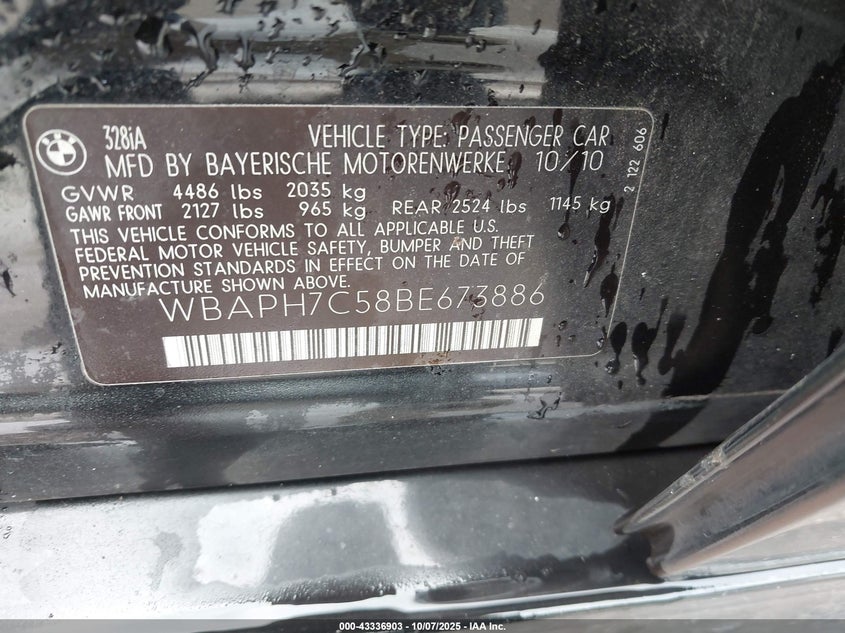 BMW
328iA
VEHICLE TYPE: PASSENGER CAR
MFD BY BAYERISCHE MOTORENWERKE 10/10
GVWR 4486 lbs 2035 kg
GAWR FRONT 2127 lbs 965 kg REAR 2524 lbs 1145 kg
THIS VEHICLE CONFORMS TO ALL APPLICABLE U.S.
FEDERAL MOTOR VEHICLE SAFETY, BUMPER AND THEFT
PREVENTION STANDARDS IN EFFECT ON THE DATE OF
MANUFACTURE SHOWN ABOVE.
WBAPH7C58BE673886
2 122 606
000-43336903 - 10/07/2025 - IAA Inc.